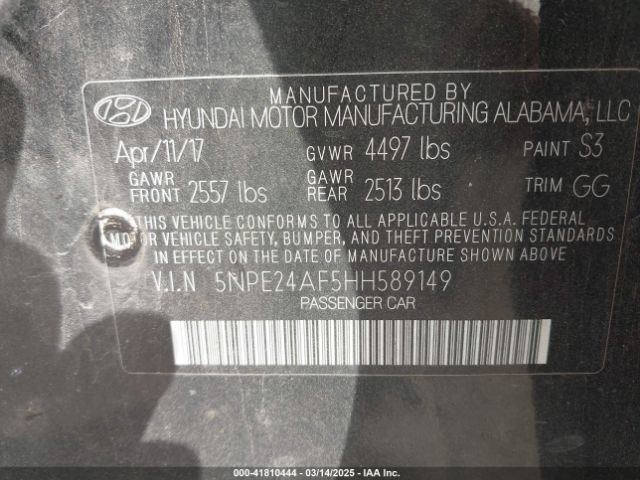 MANUFACTURED BY
HYUNDAI MOTOR MANUFACTURING ALABAMA, LLC
Apr/11/17 GVWR 4497 lbs PAINT S3
GAWR FRONT 2557 lbs GAWR REAR 2513 lbs TRIM GG
THIS VEHICLE CONFORMS TO ALL APPLICABLE U.S.A. FEDERAL
MOTOR VEHICLE SAFETY, BUMPER, AND THEFT PREVENTION STANDARDS
IN EFFECT ON THE DATE OF MANUFACTURE SHOWN ABOVE
V.I.N 5NPE24AF5HH589149
PASSENGER CAR
000-41810444 - 03/14/2025 - IAA Inc.